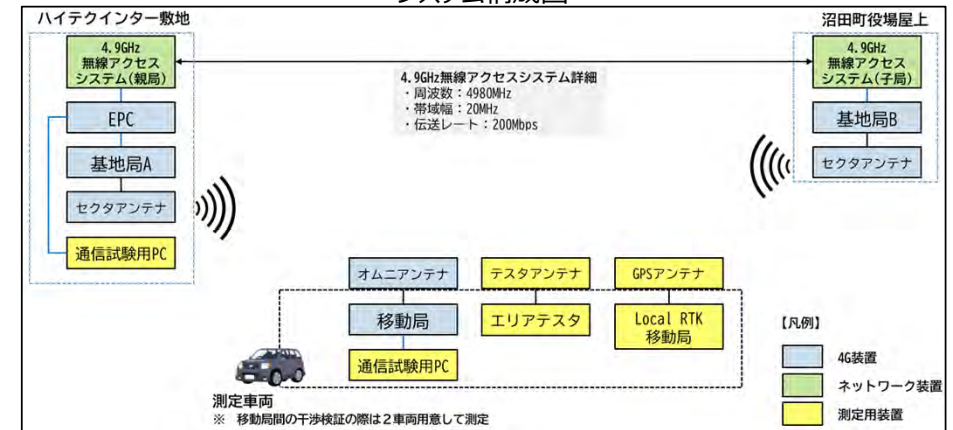 システム構成図
ハイテクインター敷地
沼田町役場屋上
4.9GHz
無線アクセス
システム(親局)
4.9GHz
無線アクセス
システム(子局)
4.9GHz無線アクセスシステム詳細
・周波数：4980MHz
・帯域幅：20MHz
・伝送レート：200Mbps
EPC
基地局A
セクタアンテナ
通信試験用PC
基地局B
セクタアンテナ
オムニアンテナ
テスタアンテナ
GPSアンテナ
移動局
エリアテスタ
Local RTK
移動局
通信試験用PC
測定車両
※ 移動局間の干渉検証の際は２車両用意して測定
【凡例】
4G装置
ネットワーク装置
測定用装置